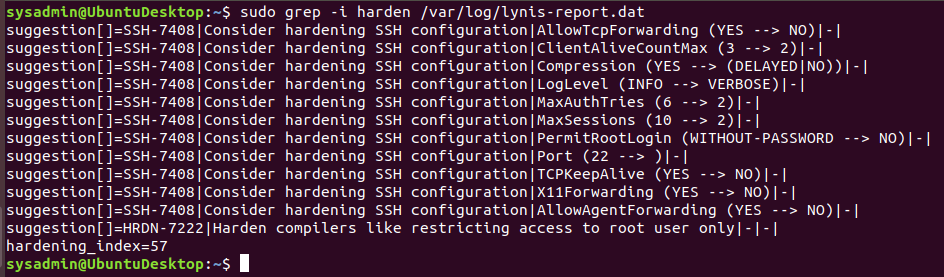 sysadmin@UbuntuDesktop:~$ sudo grep -i harden /var/log/lynis-report.dat
suggestion[]=SSH-7408|Consider hardening SSH configuration|AllowTcpForwarding (YES --> NO)|-|
suggestion[]=SSH-7408|Consider hardening SSH configuration|ClientAliveCountMax (3 --> 2)|-|
suggestion[]=SSH-7408|Consider hardening SSH configuration|Compression (YES --> (DELAYED|NO))|-|
suggestion[]=SSH-7408|Consider hardening SSH configuration|LogLevel (INFO --> VERBOSE)|-|
suggestion[]=SSH-7408|Consider hardening SSH configuration|MaxAuthTries (6 --> 2)|-|
suggestion[]=SSH-7408|Consider hardening SSH configuration|MaxSessions (10 --> 2)|-|
suggestion[]=SSH-7408|Consider hardening SSH configuration|PermitRootLogin (WITHOUT-PASSWORD --> NO)|-|
suggestion[]=SSH-7408|Consider hardening SSH configuration|Port (22 --> )|-|
suggestion[]=SSH-7408|Consider hardening SSH configuration|TCPKeepAlive (YES --> NO)|-|
suggestion[]=SSH-7408|Consider hardening SSH configuration|X11Forwarding (YES --> NO)|-|
suggestion[]=SSH-7408|Consider hardening SSH configuration|AllowAgentForwarding (YES --> NO)|-|
suggestion[]=HRDN-7222|Harden compilers like restricting access to root user only|-|-|
hardening_index=57
sysadmin@UbuntuDesktop:~$